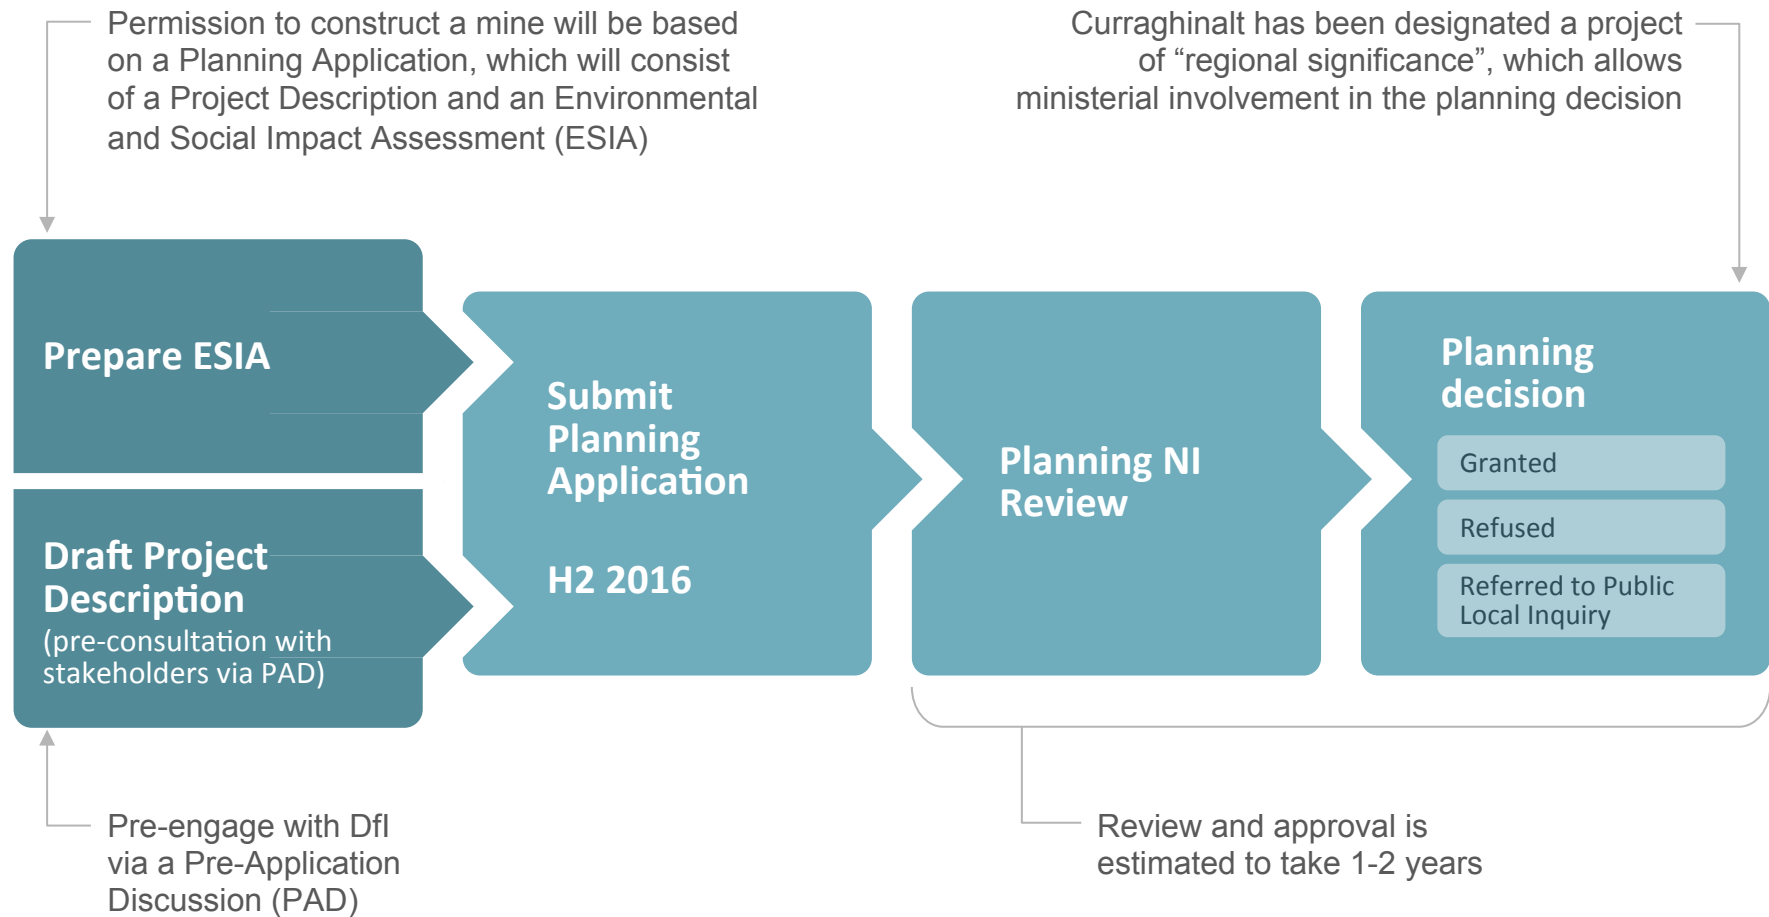 Permission to construct a mine will be based
on a Planning Application, which will consist
of a Project Description and an Environmental
and Social Impact Assessment (ESIA)
Curraghinalt has been designated a project
of “regional significance”, which allows
ministerial involvement in the planning decision
Prepare ESIA
Draft Project
Description
(pre-consultation with
stakeholders via PAD)
Submit
Planning
Application
H2 2016
Planning NI
Review
Planning
decision
Granted
Refused
Referred to Public
Local Inquiry
Pre-engage with DfI
via a Pre-Application
Discussion (PAD)
Review and approval is
estimated to take 1-2 years